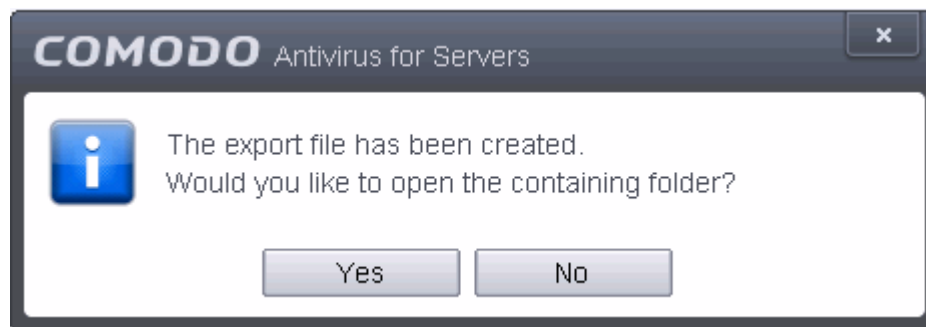 COMODO Antivirus for Servers
The export file has been created.
Would you like to open the containing folder?
Yes No